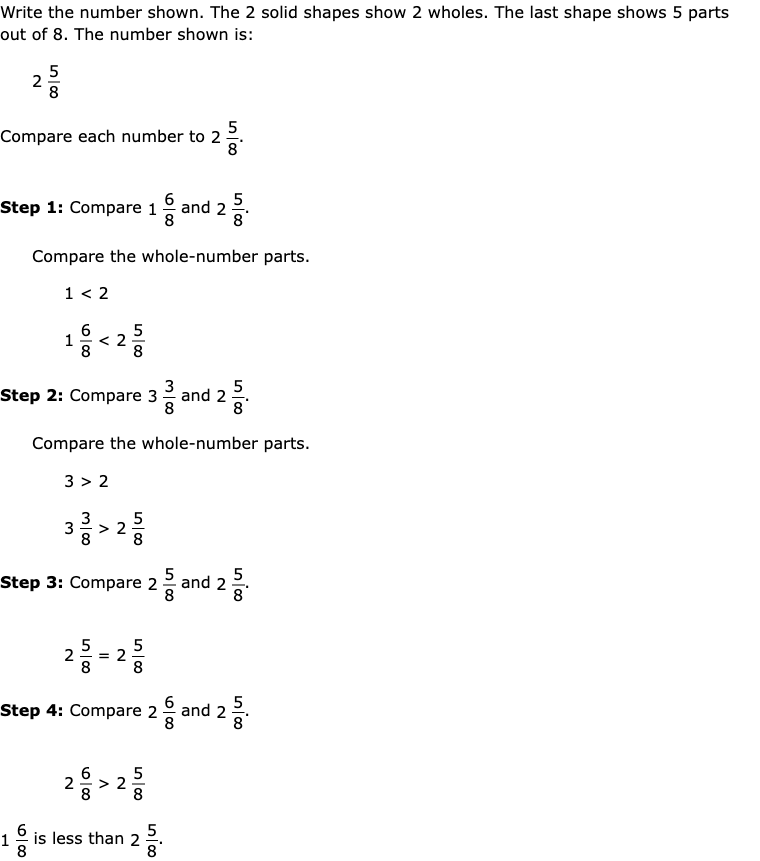 Write the number shown. The 2 solid shapes show 2 wholes. The last shape shows 5 parts
out of 8. The number shown is:
2 5/8
Compare each number to 2 5/8.
Step 1: Compare 1 6/8 and 2 5/8.
Compare the whole-number parts.
1 < 2
1 6/8 < 2 5/8
Step 2: Compare 3 3/8 and 2 5/8.
Compare the whole-number parts.
3 > 2
3 3/8 > 2 5/8
Step 3: Compare 2 5/8 and 2 5/8.
2 5/8 = 2 5/8
Step 4: Compare 2 6/8 and 2 5/8.
2 6/8 > 2 5/8
1 6/8 is less than 2 5/8.